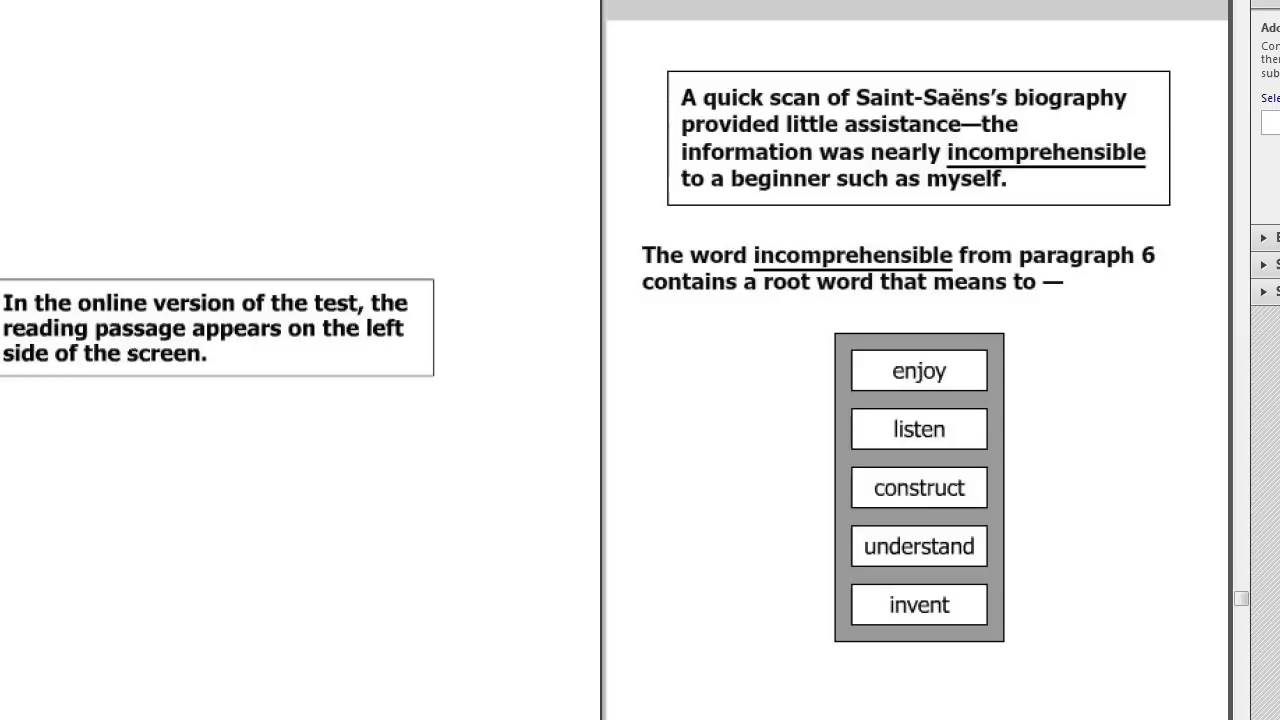 In the online version of the test, the
reading passage appears on the left
side of the screen.
A quick scan of Saint-Saëns’s biography
provided little assistance—the
information was nearly incomprehensible
to a beginner such as myself.
The word incomprehensible from paragraph 6
contains a root word that means to —
enjoy
listen
construct
understand
invent